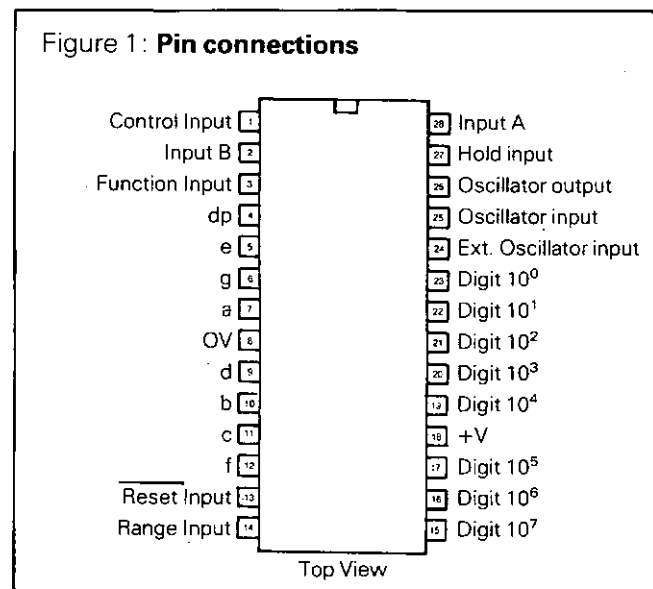 Figure 1: Pin connections
Control Input 1
Input B 2
Function Input 3
dp 4
e 5
g 6
a 7
OV 8
d 9
b 10
c 11
f 12
Reset Input 13
Range Input 14
28 Input A
27 Hold input
26 Oscillator output
25 Oscillator input
24 Ext. Oscillator input
23 Digit 10⁰
22 Digit 10¹
21 Digit 10²
20 Digit 10³
19 Digit 10⁴
18 +V
17 Digit 10⁵
16 Digit 10⁶
15 Digit 10⁷
Top View